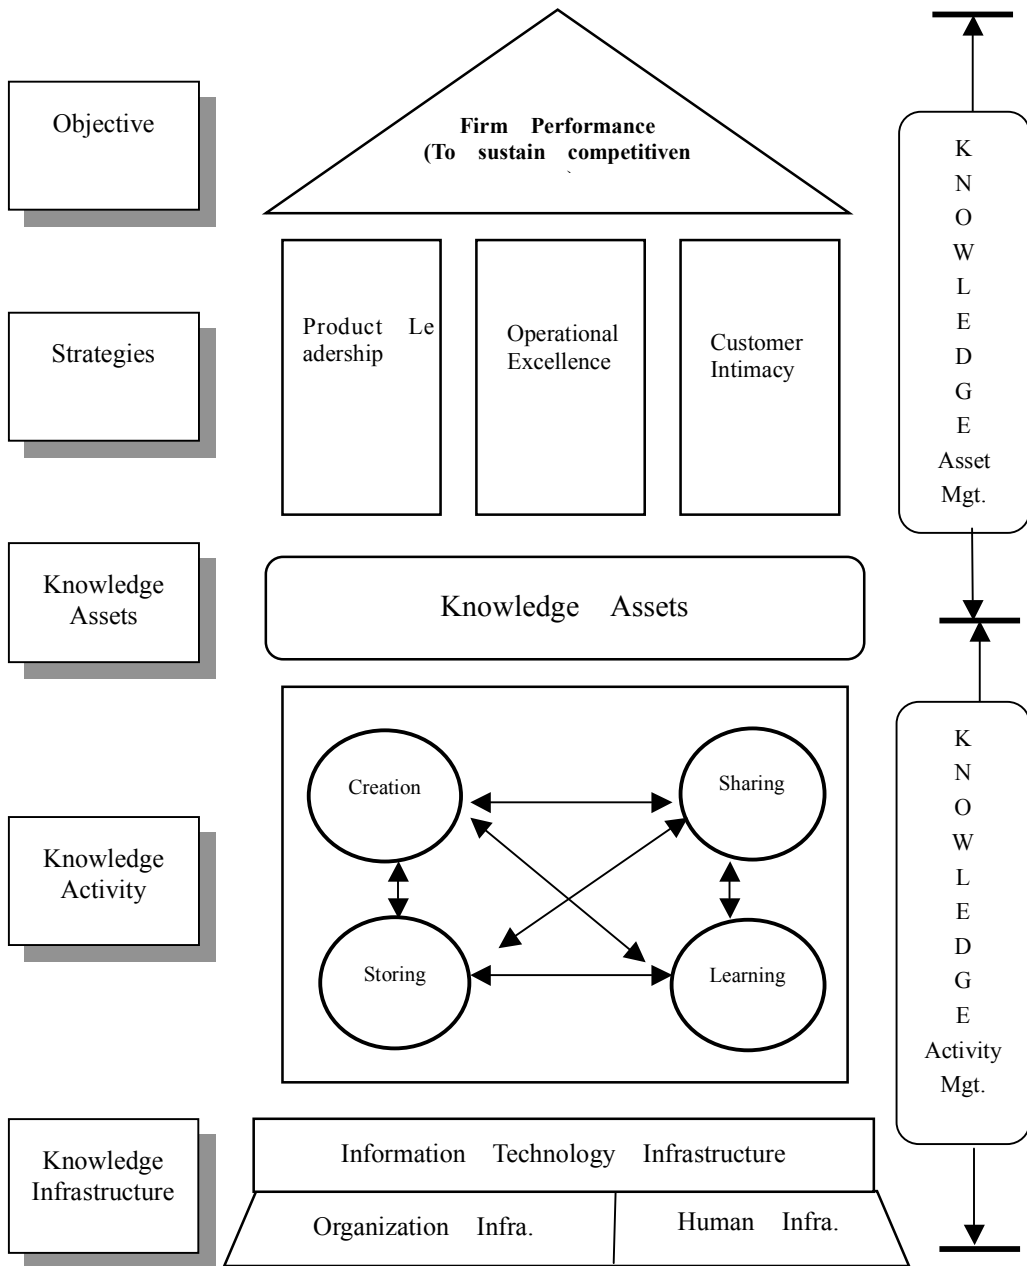 Objective
Firm Performance
(To sustain competitiven
Strategies
Product Le
adership
Operational
Excellence
Customer
Intimacy
K
N
O
W
L
E
D
G
E
Asset
Mgt.
Knowledge
Assets
Knowledge Assets
Knowledge
Activity
Creation
Sharing
Storing
Learning
K
N
O
W
L
E
D
G
E
Activity
Mgt.
Knowledge
Infrastructure
Information Technology Infrastructure
Organization Infra.
Human Infra.